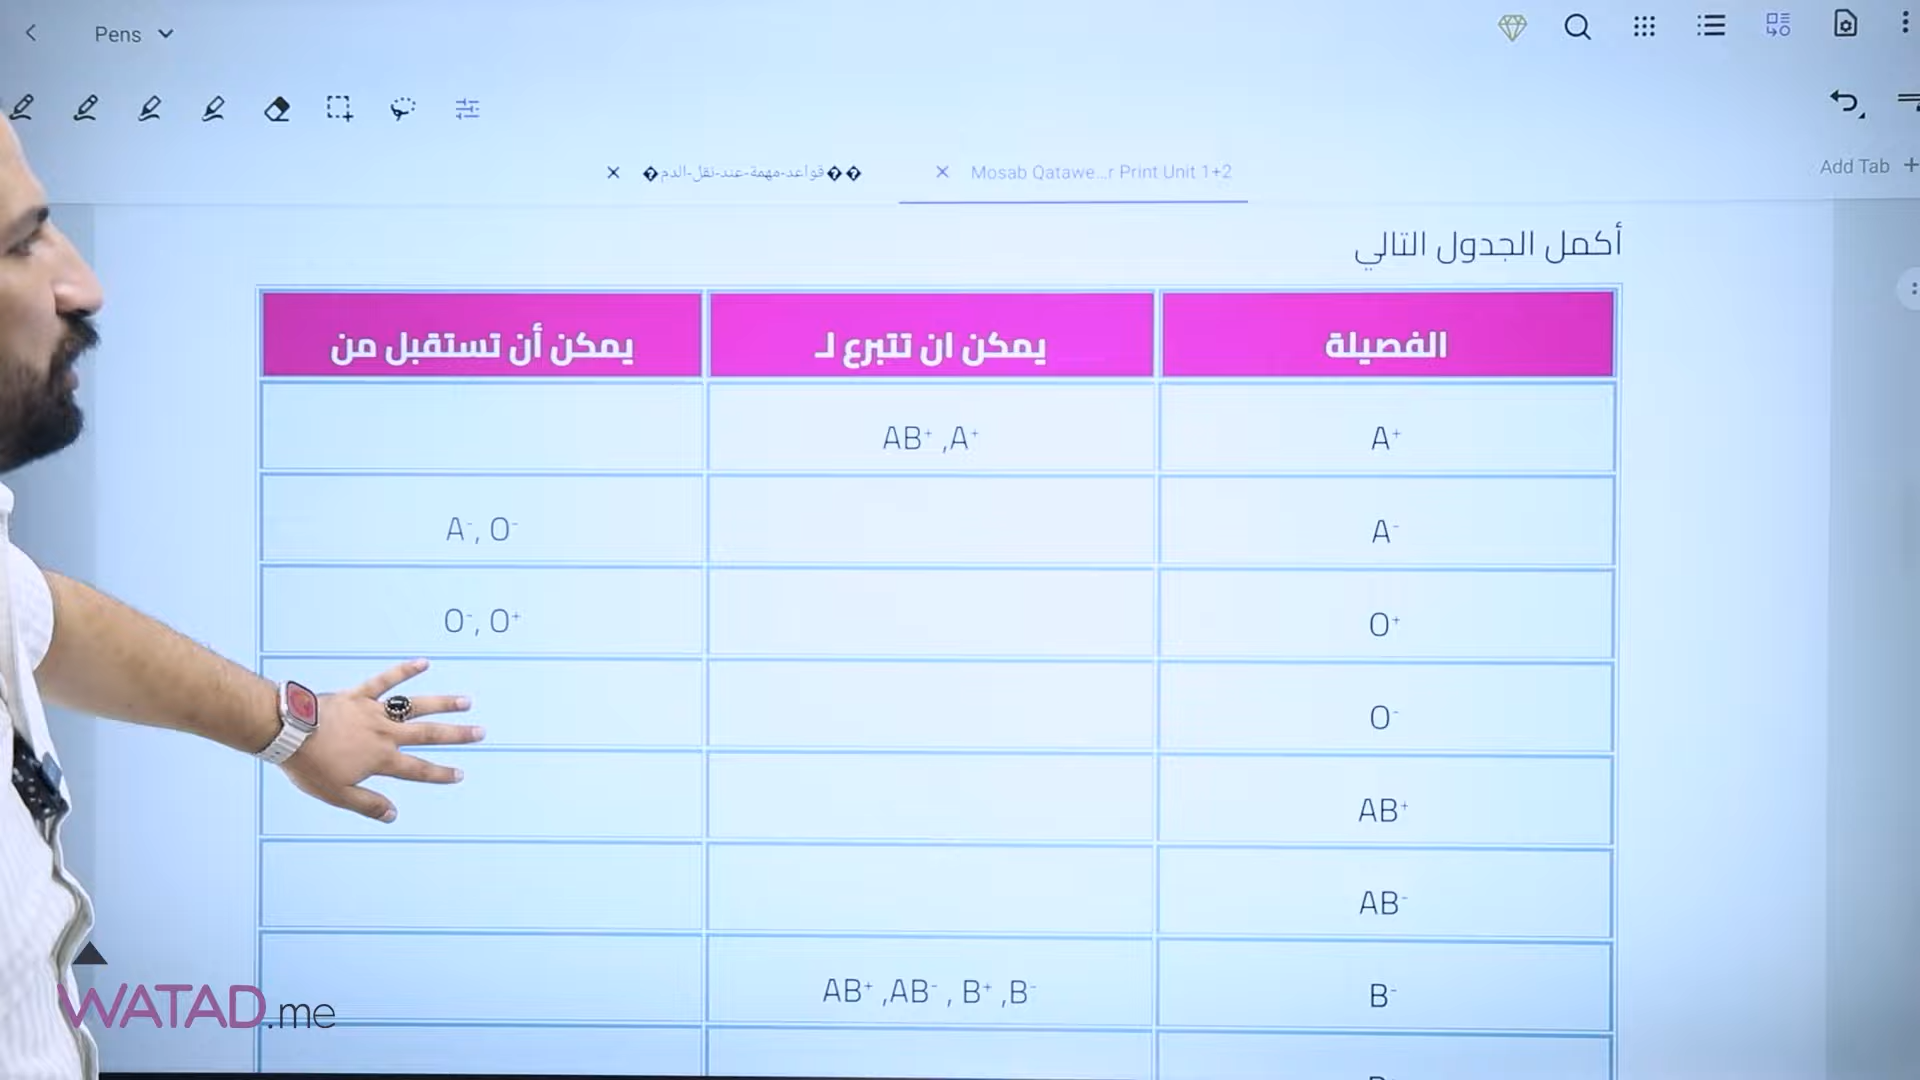 Pens
قواعد-مهمة-عند-نقل-الدم
Mosab Qatawe...r Print Unit 1+2
Add Tab +
أكمل الجدول التالي
الفصيلة يمكن ان تتبرع لـ يمكن أن تستقبل من
A⁺ AB⁺ ,A⁺
A⁻ A⁻, O⁻
O⁺ O⁻, O⁺
O⁻
AB⁺
AB⁻
B⁻ AB⁺ ,AB⁻ , B⁺ ,B⁻
WATAD.me